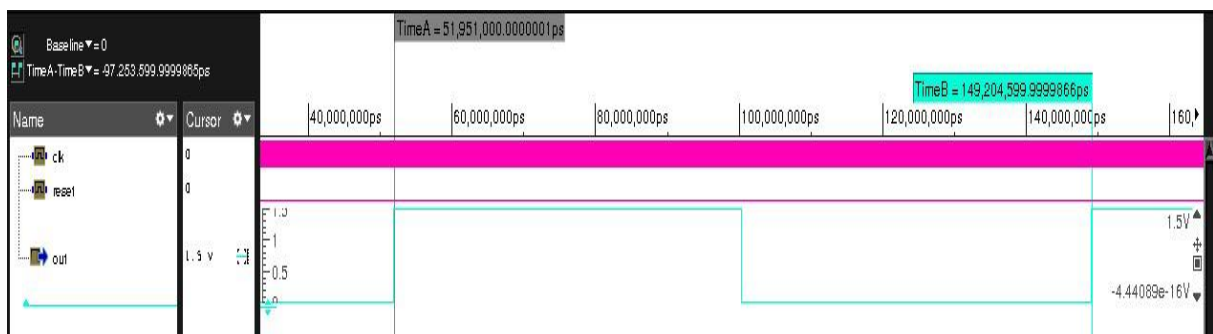 TimeA = 51,951,000.0000001ps
Baseline▼= 0
TimeA-TimeB▼= -97,253,599.9999865ps
TimeB = 149,204,599.9999866ps
Name
Cursor
40,000,000ps
60,000,000ps
80,000,000ps
100,000,000ps
120,000,000ps
140,000,000ps
160,
clk
0
reset
0
out
1.5 V
1.5
1
0.5
0
1.5V
-4.44089e-16V